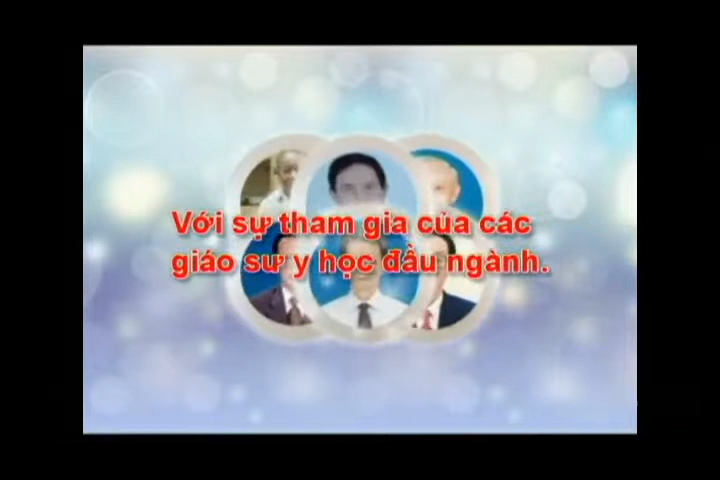 Với sự tham gia của các
giáo sư y học đầu ngành.